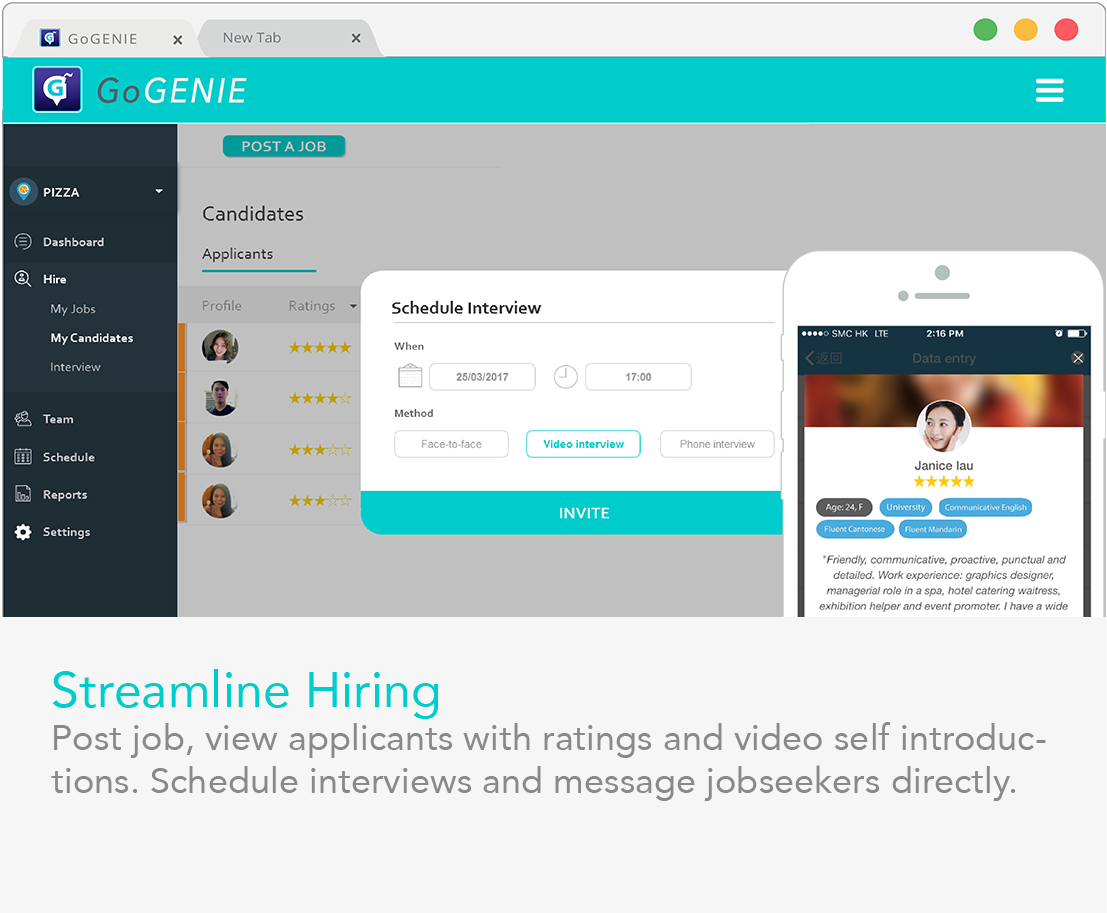 GoGENIE
New Tab
GoGENIE
POST A JOB
PIZZA
Dashboard
Hire
My Jobs
My Candidates
Interview
Team
Schedule
Reports
Settings
Candidates
Applicants
Profile Ratings
Schedule Interview
When
25/03/2017 17:00
Method
Face-to-face Video interview Phone interview
INVITE
SMC HK LTE 2:16 PM
返回 Data entry
Janice lau
Age: 24, F University Communicative English
Fluent Cantonese Fluent Mandarin
"Friendly, communicative, proactive, punctual and
detailed. Work experience: graphics designer,
managerial role in a spa, hotel catering waitress,
exhibition helper and event promoter. I have a wide
Streamline Hiring
Post job, view applicants with ratings and video self introduc-
tions. Schedule interviews and message jobseekers directly.